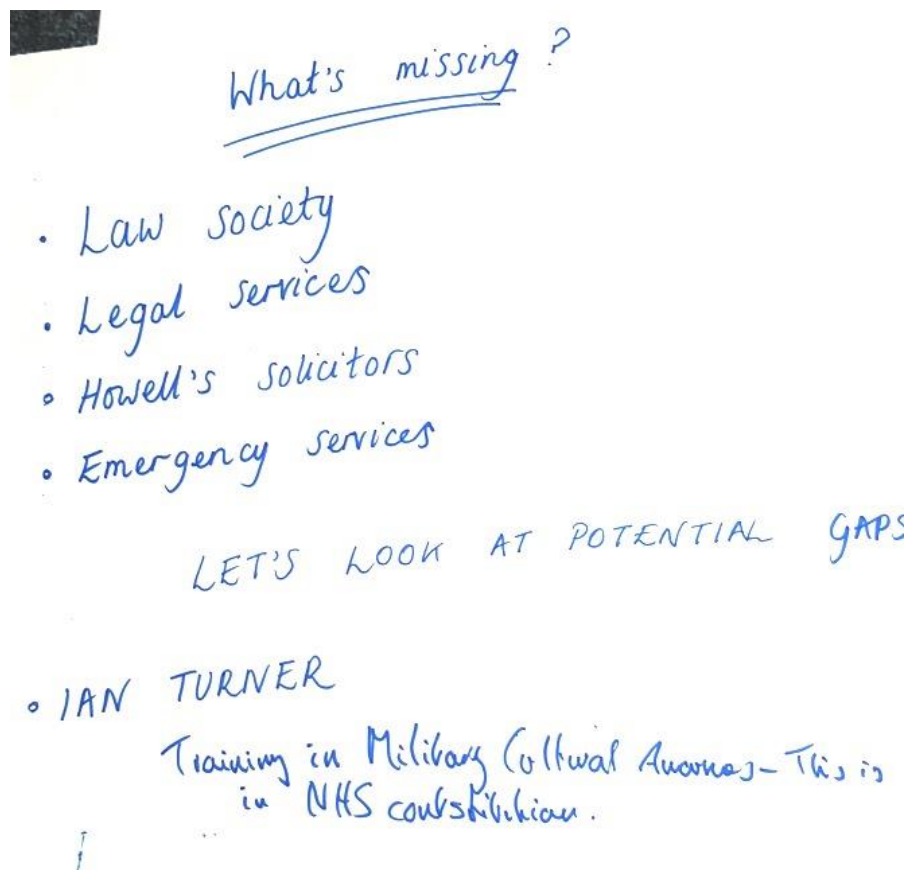 What's missing?
• Law society
• Legal services
• Howell's solicitors
• Emergency services
LET'S LOOK AT POTENTIAL GAPS
• IAN TURNER
Training in Military Cultural Awarnes - This is
in NHS constitution.